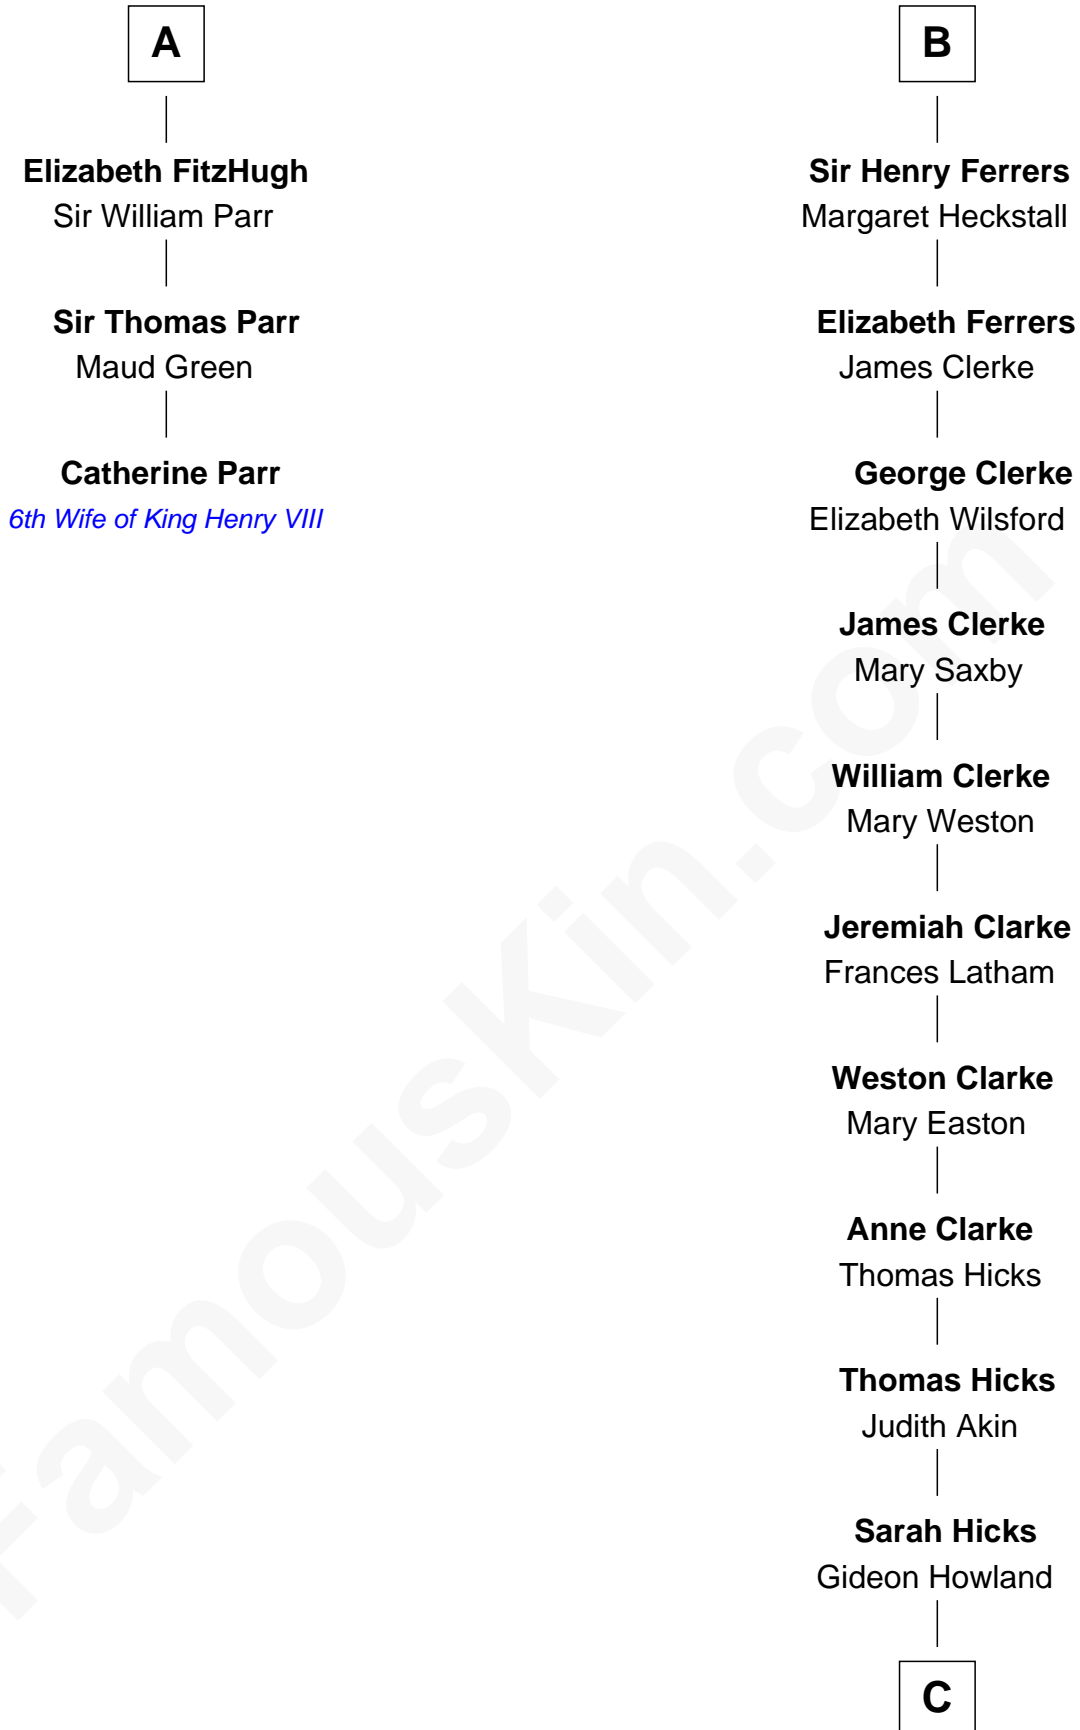 A
Elizabeth FitzHugh
Sir William Parr
Sir Thomas Parr
Maud Green
Catherine Parr
6th Wife of King Henry VIII
B
Sir Henry Ferrers
Margaret Heckstall
Elizabeth Ferrers
James Clerke
George Clerke
Elizabeth Wilsford
James Clerke
Mary Saxby
William Clerke
Mary Weston
Jeremiah Clarke
Frances Latham
Weston Clarke
Mary Easton
Anne Clarke
Thomas Hicks
Thomas Hicks
Judith Akin
Sarah Hicks
Gideon Howland
C
FamousKin.com